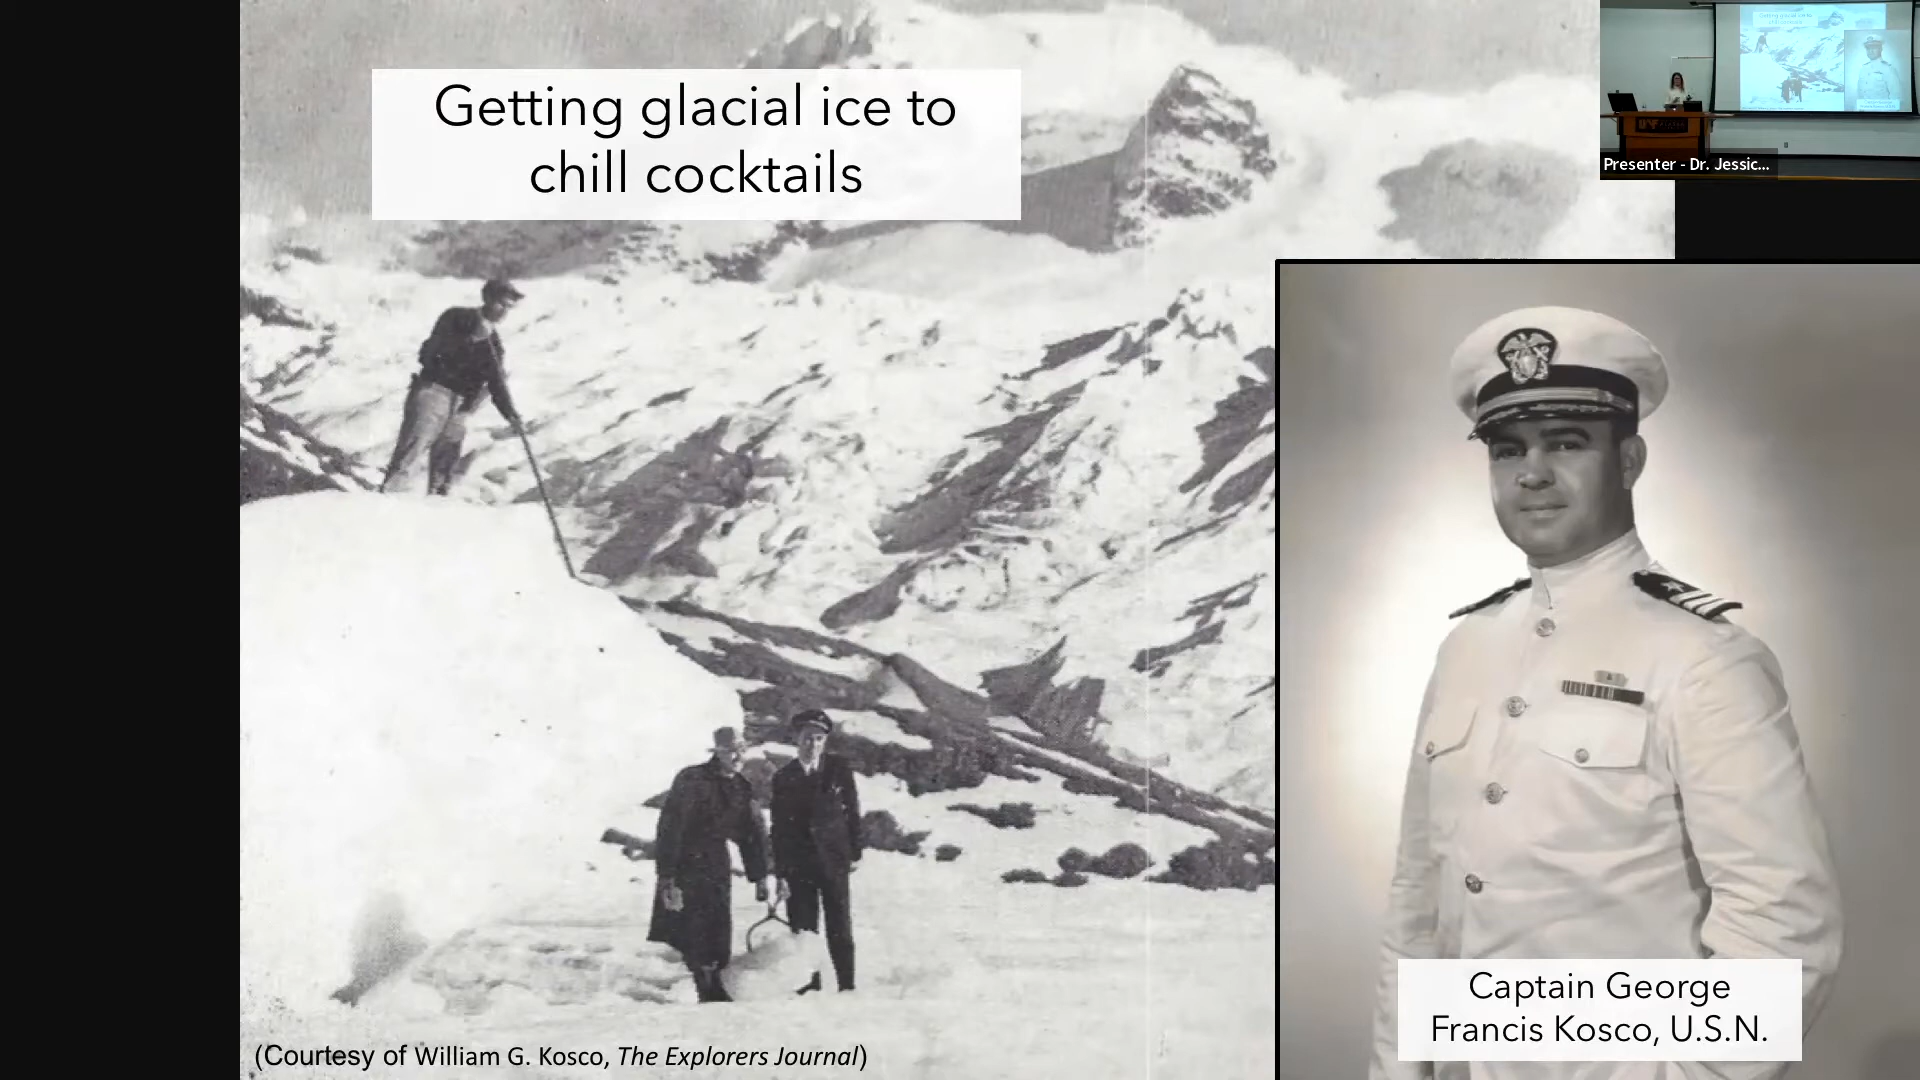 Getting glacial ice to
chill cocktails
Presenter - Dr. Jessic...
Captain George
Francis Kosco, U.S.N.
(Courtesy of William G. Kosco, The Explorers Journal)